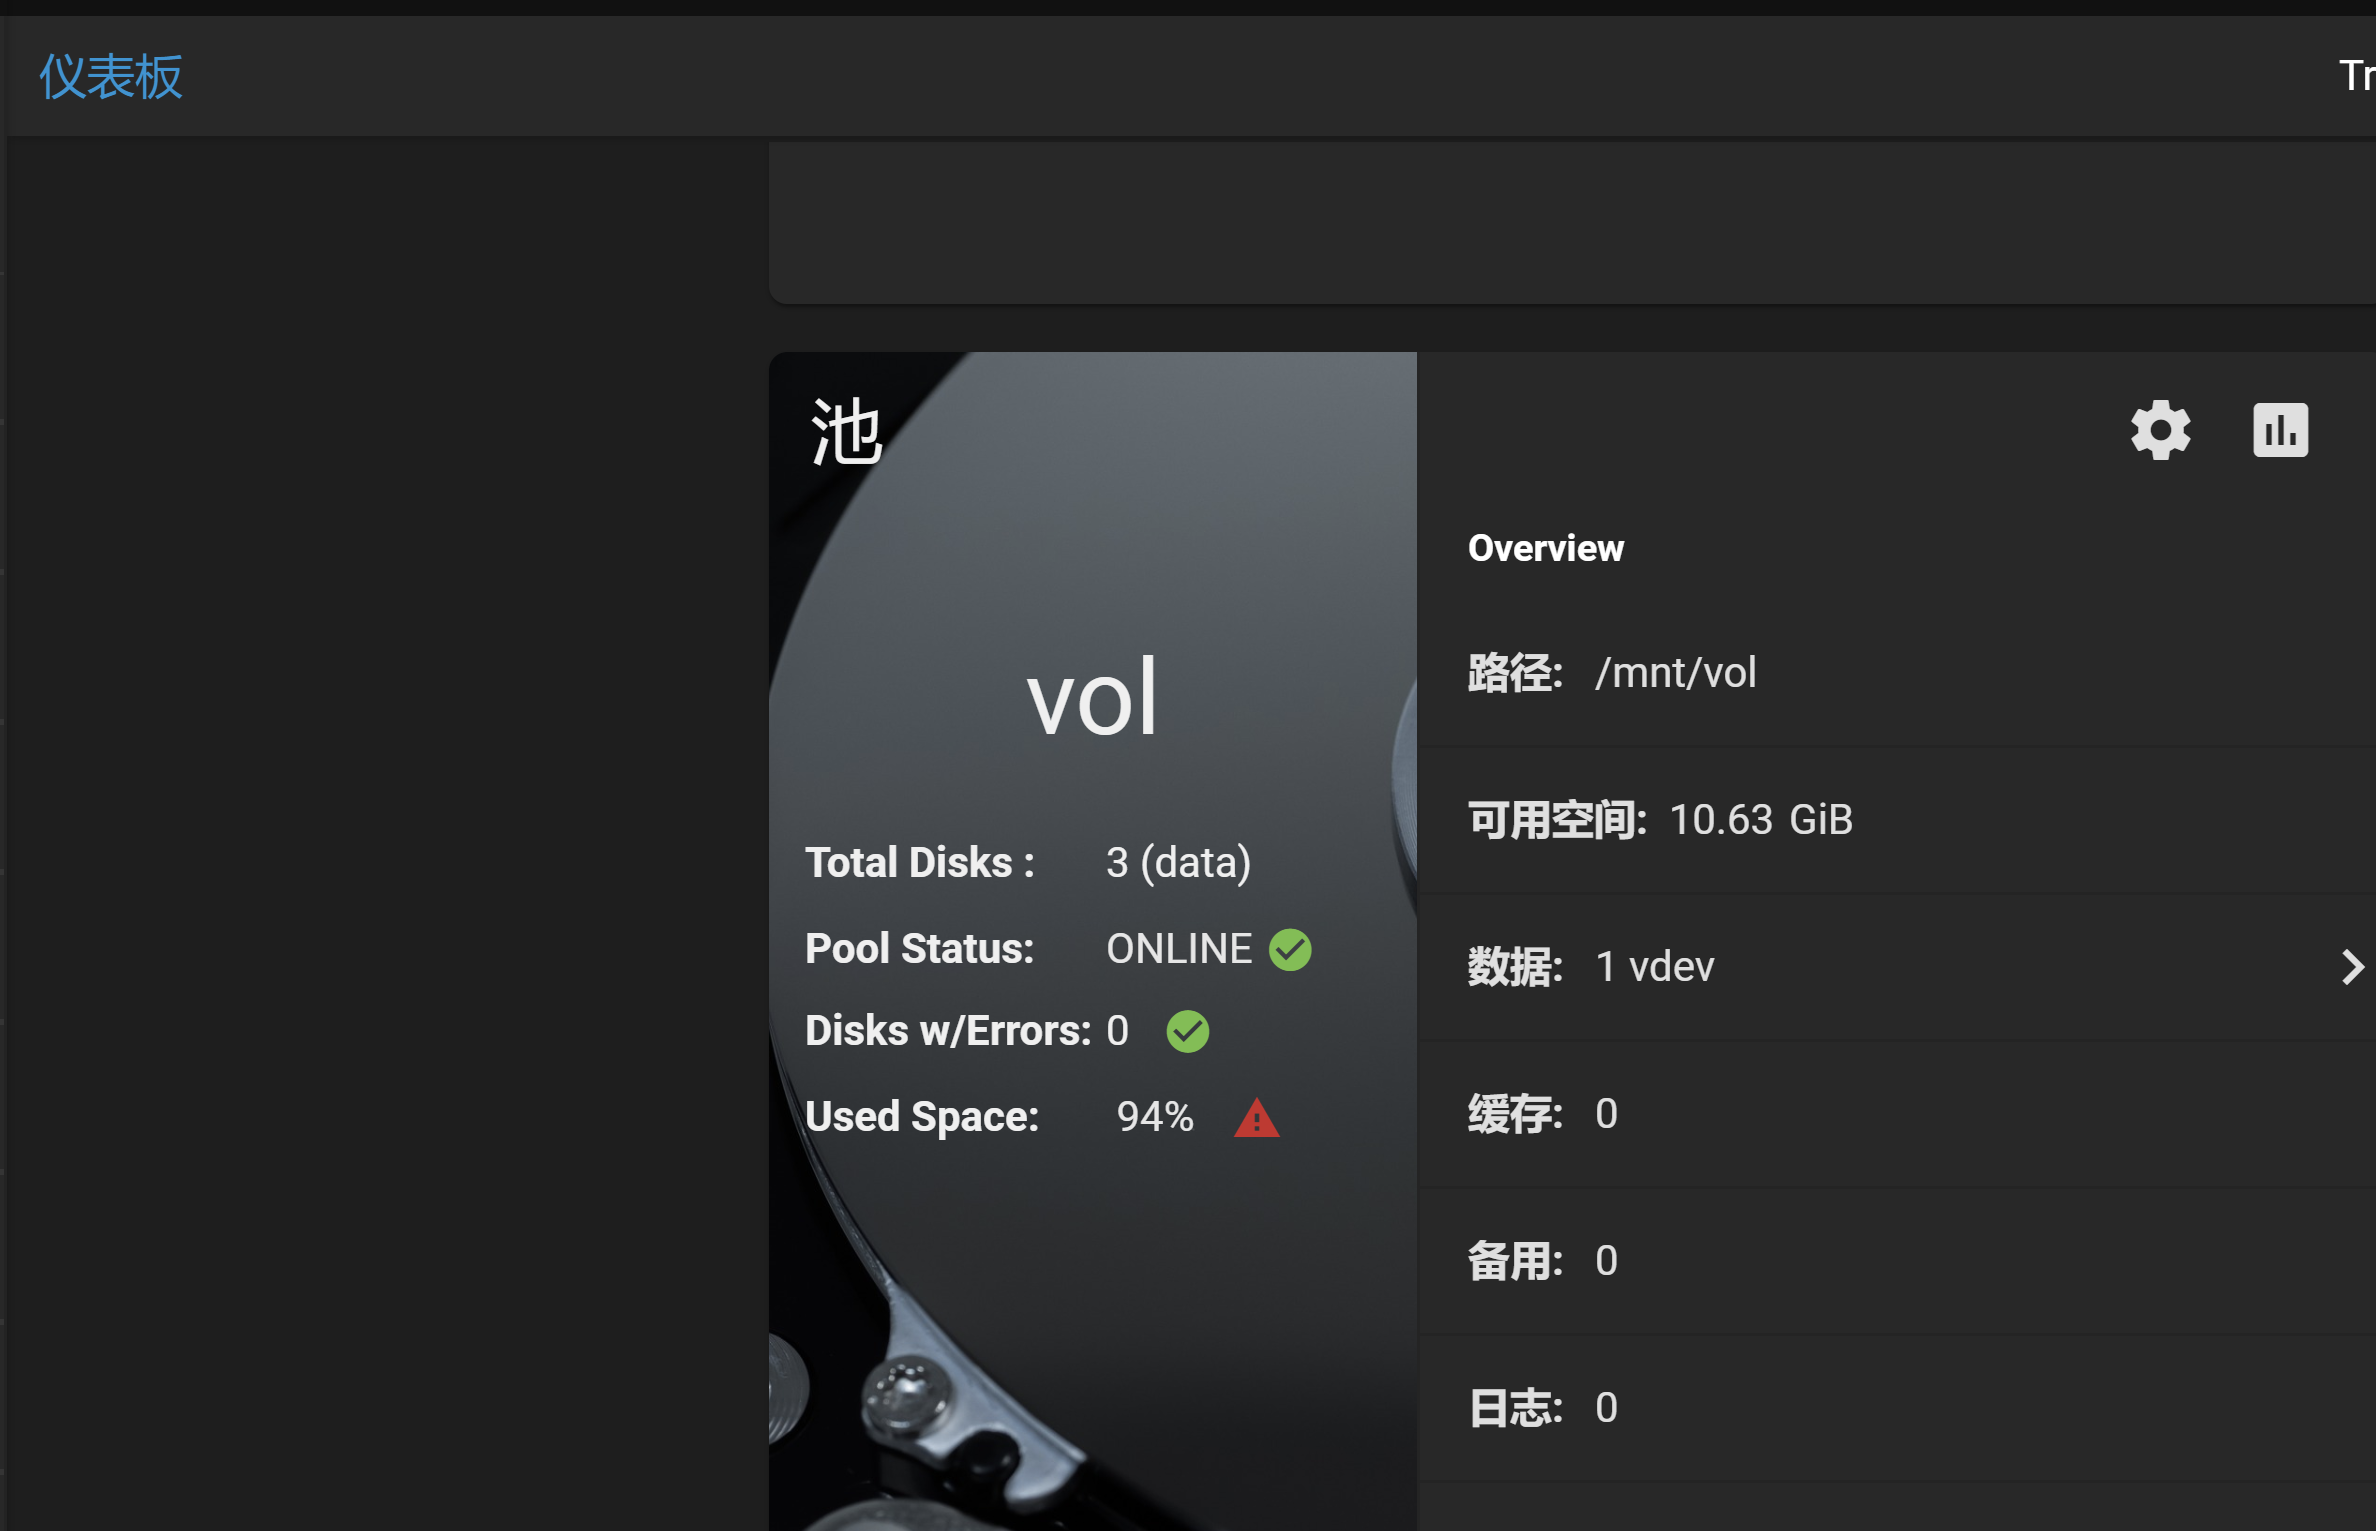 仪表板
池
vol
Total Disks : 3 (data)
Pool Status: ONLINE
Disks w/Errors: 0
Used Space: 94%
Overview
路径: /mnt/vol
可用空间: 10.63 GiB
数据: 1 vdev
缓存: 0
备用: 0
日志: 0